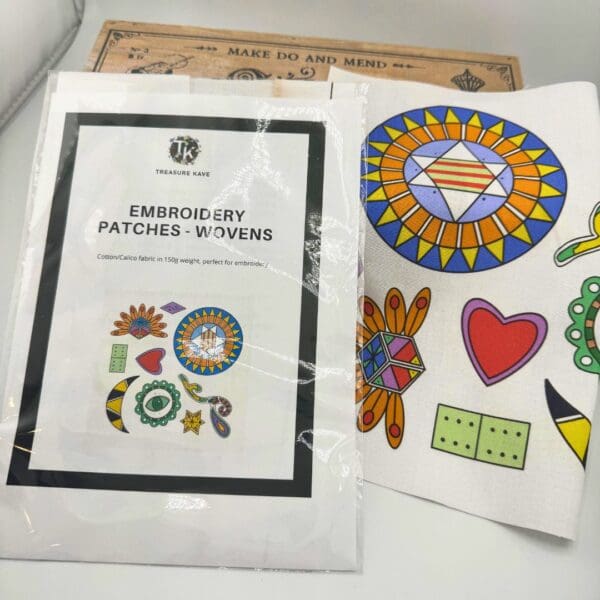 MAKE DO AND MEND
TK
TREASURE KAVE
EMBROIDERY
PATCHES - WOVENS
Cotton/Calico fabric in 150g weight, perfect for embroidery